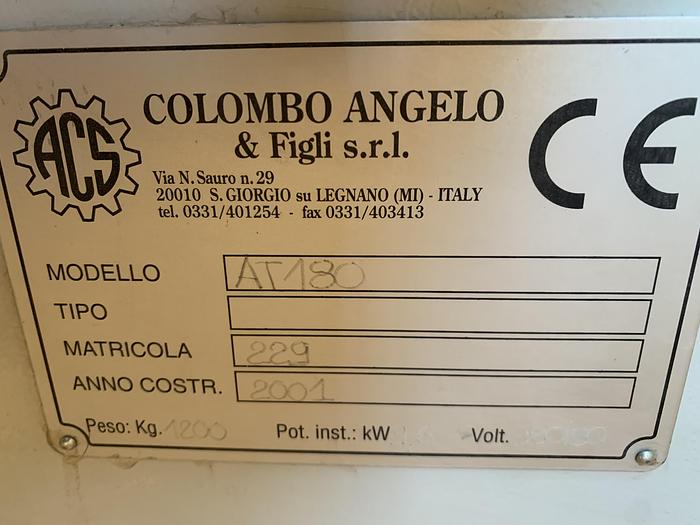 ACS
COLOMBO ANGELO
& Figli s.r.l.
CE
Via N. Sauro n. 29
20010 S. GIORGIO su LEGNANO (MI) - ITALY
tel. 0331/401254 - fax 0331/403413
MODELLO AT180
TIPO
MATRICOLA 229
ANNO COSTR. 2001
Peso: Kg. 1200 Pot. inst.: kW Volt.